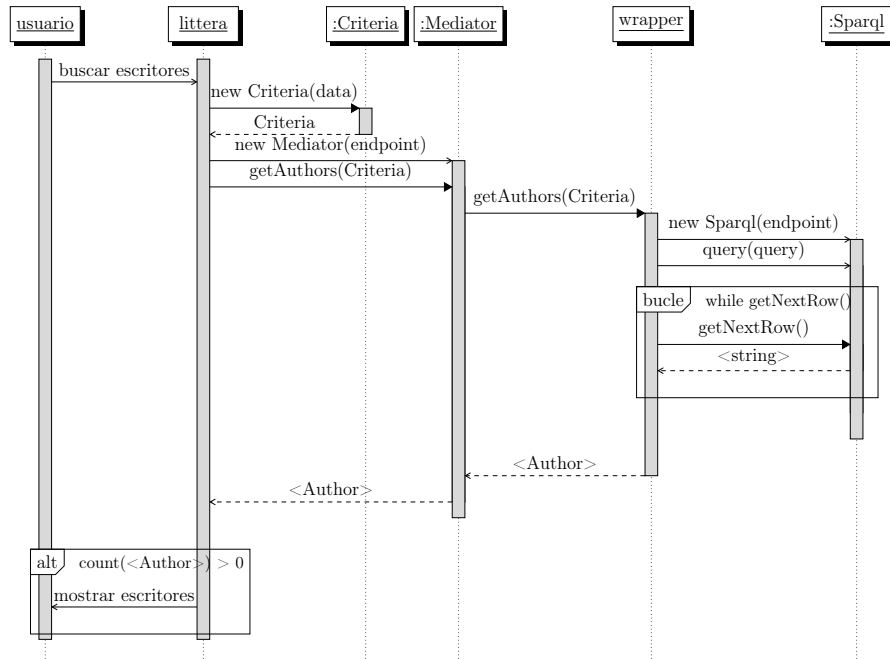 usuario
littera
:Criteria
:Mediator
wrapper
:Sparql
buscar escritores
new Criteria(data)
Criteria
new Mediator(endpoint)
getAuthors(Criteria)
getAuthors(Criteria)
new Sparql(endpoint)
query(query)
bucle while getNextRow()
getNextRow()
<string>
<Author>
<Author>
alt count(<Author>) > 0
mostrar escritores